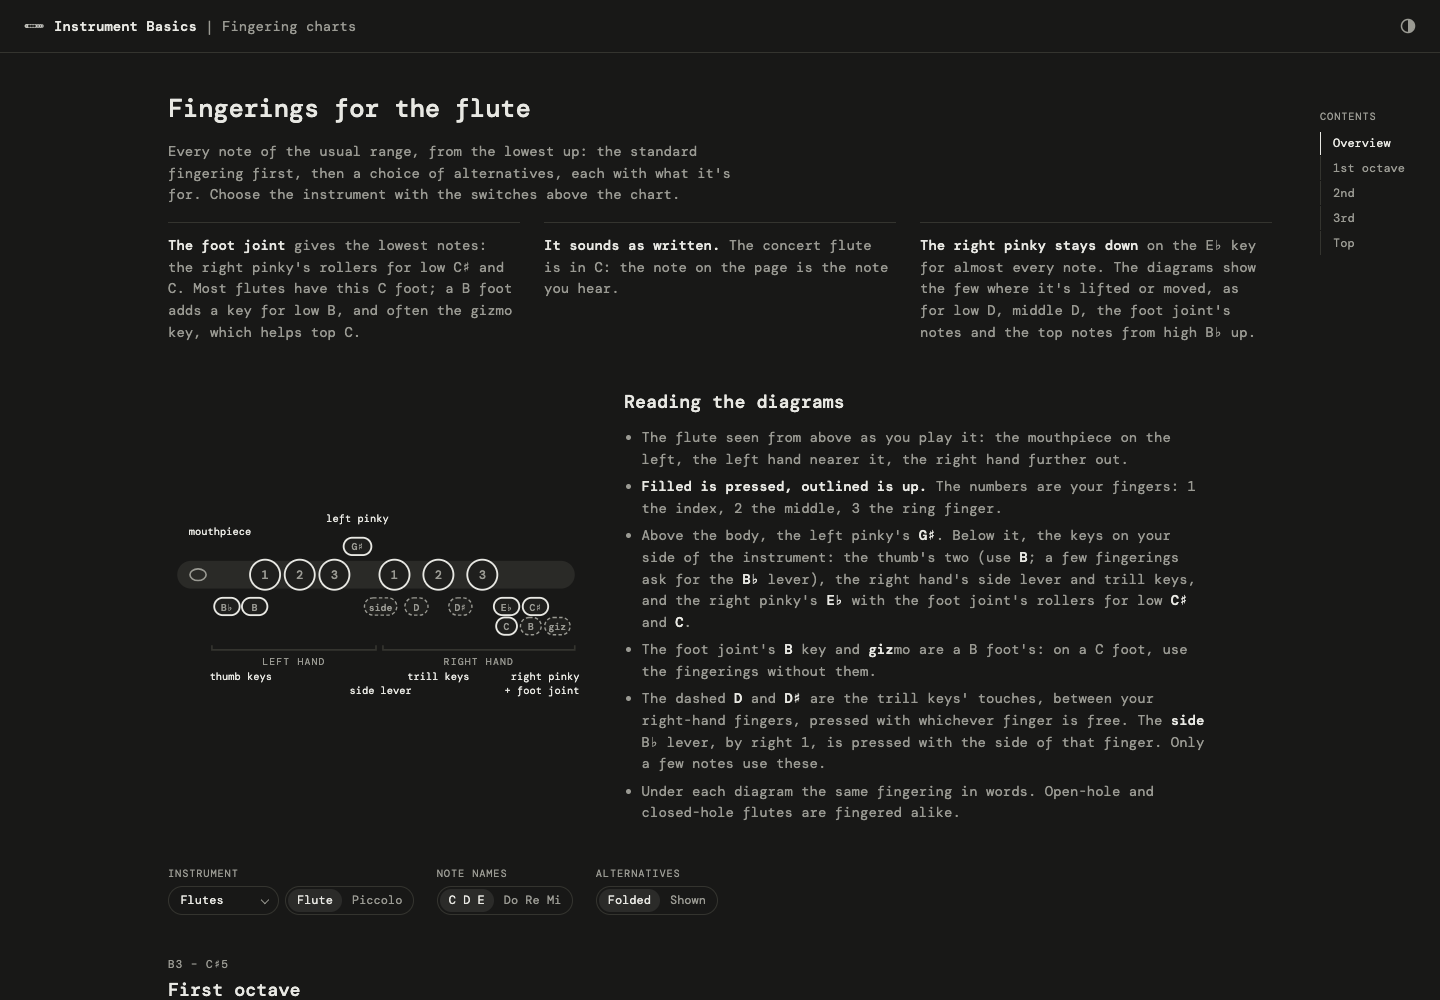 Instrument Basics | Fingering charts
Fingerings for the flute
Every note of the usual range, from the lowest up: the standard
fingering first, then a choice of alternatives, each with what it's
for. Choose the instrument with the switches above the chart.
CONTENTS
Overview
1st octave
2nd
3rd
Top
The foot joint gives the lowest notes:
the right pinky's rollers for low C♯ and
C. Most flutes have this C foot; a B foot
adds a key for low B, and often the gizmo
key, which helps top C.
It sounds as written. The concert flute
is in C: the note on the page is the note
you hear.
The right pinky stays down on the E♭ key
for almost every note. The diagrams show
the few where it's lifted or moved, as
for low D, middle D, the foot joint's
notes and the top notes from high B♭ up.
left pinky
mouthpiece
G♯
1 2 3 1 2 3
B♭ B side D D♯ E♭ C♯
C B giz
LEFT HAND RIGHT HAND
thumb keys trill keys right pinky
side lever + foot joint
Reading the diagrams
• The flute seen from above as you play it: the mouthpiece on the
left, the left hand nearer it, the right hand further out.
• Filled is pressed, outlined is up. The numbers are your fingers: 1
the index, 2 the middle, 3 the ring finger.
• Above the body, the left pinky's G♯. Below it, the keys on your
side of the instrument: the thumb's two (use B; a few fingerings
ask for the B♭ lever), the right hand's side lever and trill keys,
and the right pinky's E♭ with the foot joint's rollers for low C♯
and C.
• The foot joint's B key and gizmo are a B foot's: on a C foot, use
the fingerings without them.
• The dashed D and D♯ are the trill keys' touches, between your
right-hand fingers, pressed with whichever finger is free. The side
B♭ lever, by right 1, is pressed with the side of that finger. Only
a few notes use these.
• Under each diagram the same fingering in words. Open-hole and
closed-hole flutes are fingered alike.
INSTRUMENT NOTE NAMES ALTERNATIVES
Flutes Flute Piccolo C D E Do Re Mi Folded Shown
B3 – C♯5
First octave